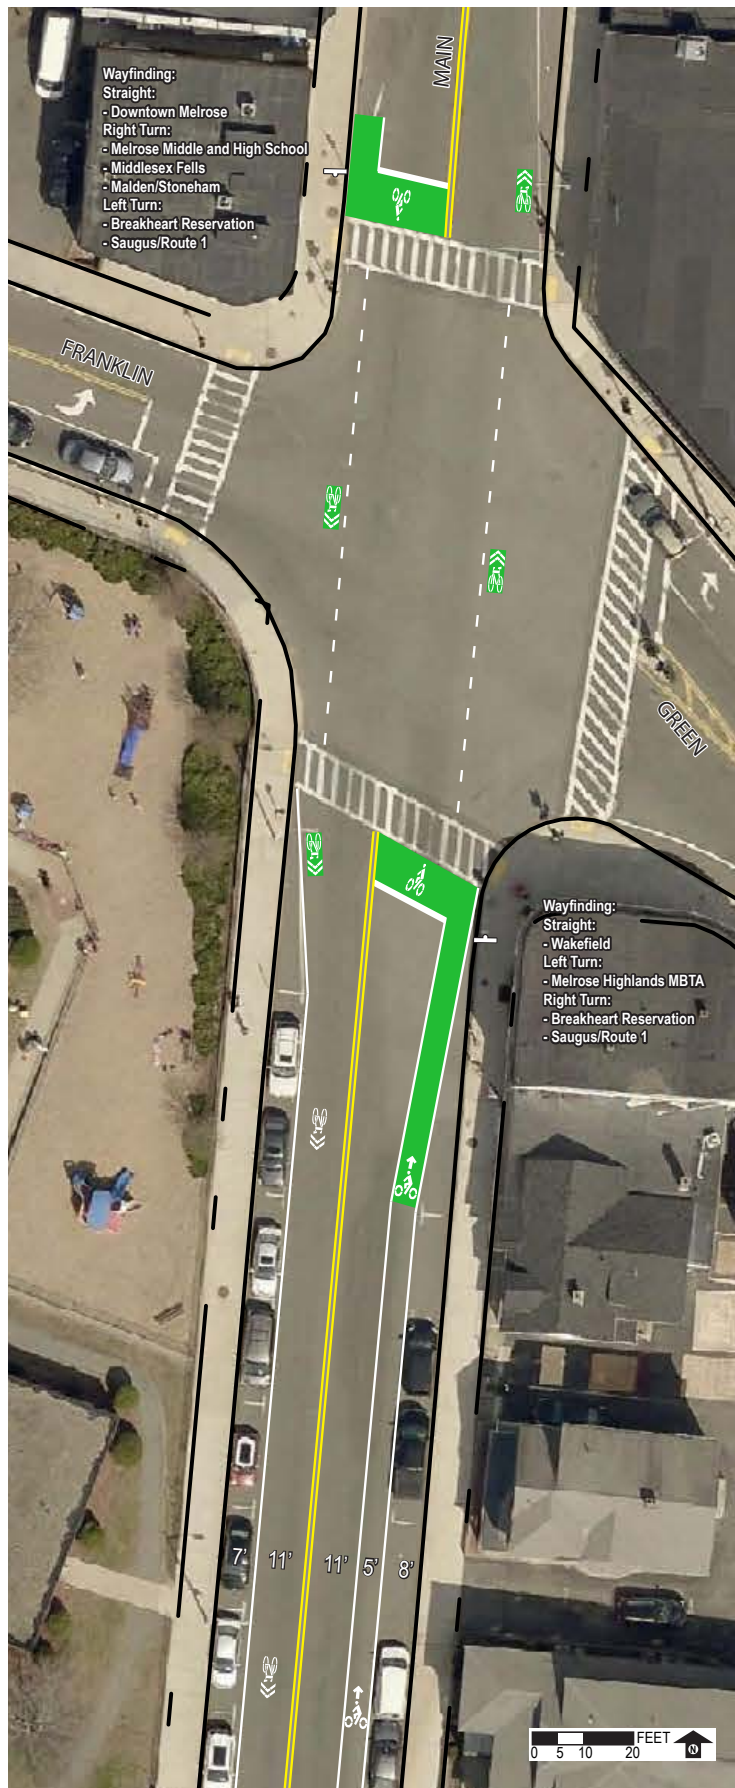 MAIN
Wayfinding:
Straight:
- Downtown Melrose
Right Turn:
- Melrose Middle and High School
- Middlesex Fells
- Malden/Stoneham
Left Turn:
- Breakheart Reservation
- Saugus/Route 1
FRANKLIN
GREEN
Wayfinding:
Straight:
- Wakefield
Left Turn:
- Melrose Highlands MBTA
Right Turn:
- Breakheart Reservation
- Saugus/Route 1
7' 11' 11' 5' 8'
FEET
0 5 10 20
N